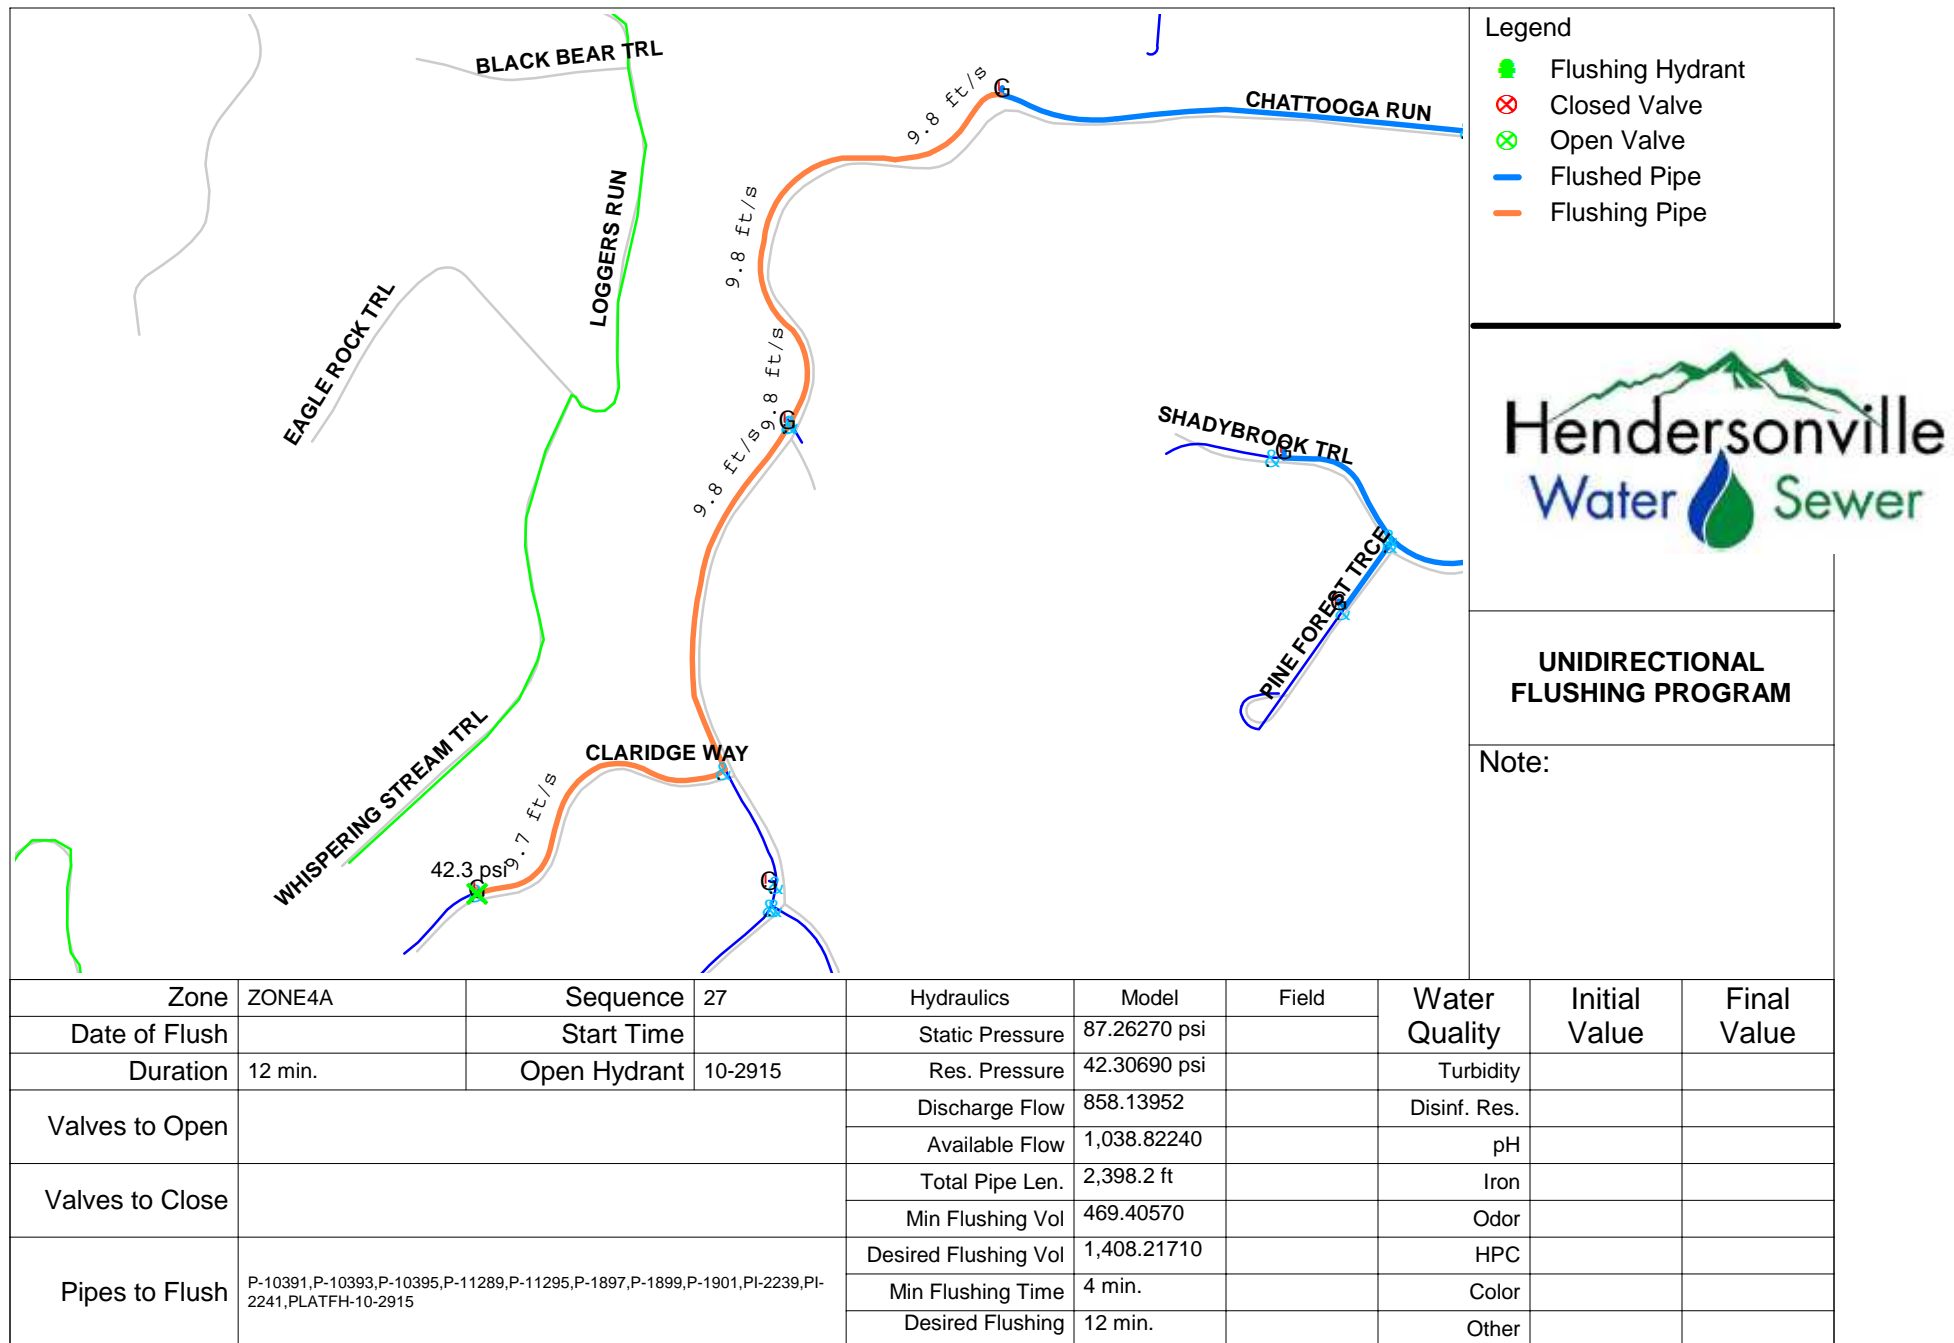 BLACK BEAR TRL
LOGGERS RUN
EAGLE ROCK TRL
WHISPERING STREAM TRL
CLARIDGE WAY
CHATTOOGA RUN
SHADYBROOK TRL
PINE FOREST TRCE
9.8 ft/s
9.8 ft/s
9.8 ft/s
9.8 ft/s
9.7 ft/s
42.3 psi
G
G
G
G
G
Legend
Flushing Hydrant
Closed Valve
Open Valve
Flushed Pipe
Flushing Pipe
Hendersonville
Water Sewer
UNIDIRECTIONAL
FLUSHING PROGRAM
Note:
Zone ZONE4A Sequence 27
Date of Flush Start Time
Duration 12 min. Open Hydrant 10-2915
Valves to Open
Valves to Close
Pipes to Flush P-10391,P-10393,P-10395,P-11289,P-11295,P-1897,P-1899,P-1901,PI-2239,PI-
2241,PLATFH-10-2915
Hydraulics Model Field
Static Pressure 87.26270 psi
Res. Pressure 42.30690 psi
Discharge Flow 858.13952
Available Flow 1,038.82240
Total Pipe Len. 2,398.2 ft
Min Flushing Vol 469.40570
Desired Flushing Vol 1,408.21710
Min Flushing Time 4 min.
Desired Flushing 12 min.
Water Quality Initial Value Final Value
Turbidity
Disinf. Res.
pH
Iron
Odor
HPC
Color
Other